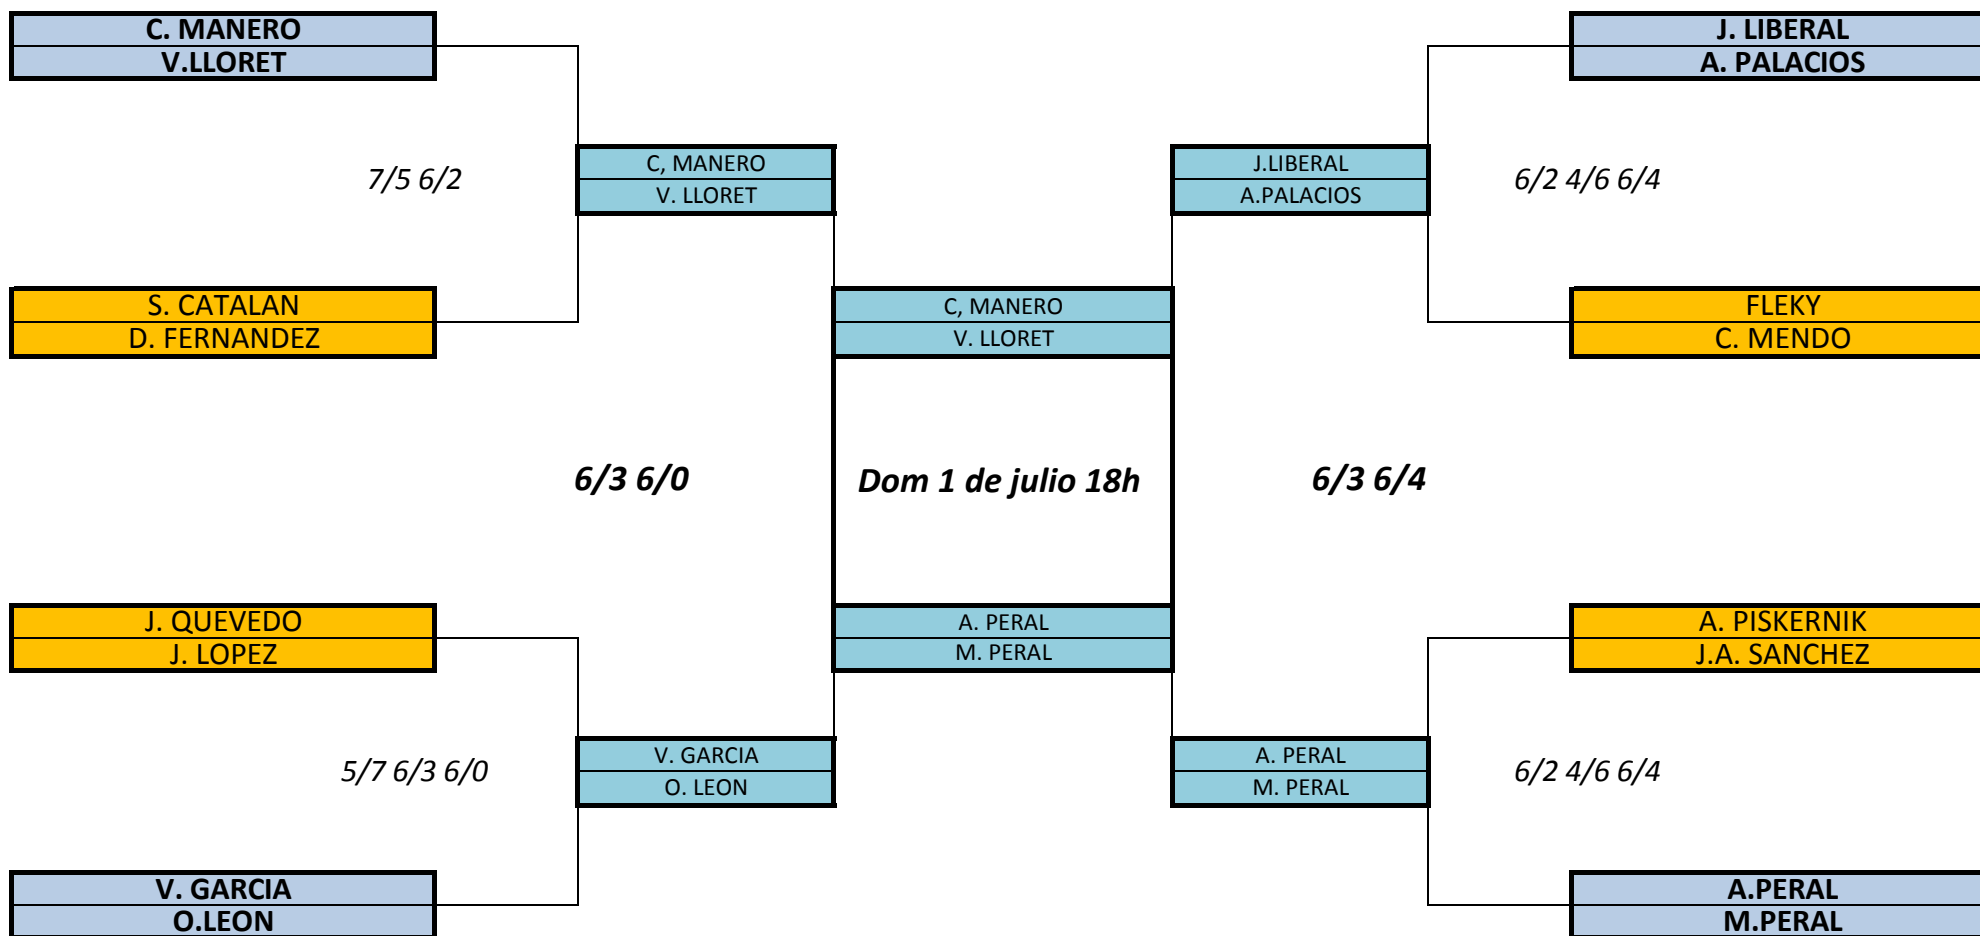 C. MANERO
V.LLORET
J. LIBERAL
A. PALACIOS
7/5 6/2
C, MANERO
V. LLORET
J.LIBERAL
A.PALACIOS
6/2 4/6 6/4
S. CATALAN
D. FERNANDEZ
C, MANERO
V. LLORET
FLEKY
C. MENDO
6/3 6/0
Dom 1 de julio 18h
6/3 6/4
J. QUEVEDO
J. LOPEZ
A. PERAL
M. PERAL
A. PISKERNIK
J.A. SANCHEZ
5/7 6/3 6/0
V. GARCIA
O. LEON
A. PERAL
M. PERAL
6/2 4/6 6/4
V. GARCIA
O.LEON
A.PERAL
M.PERAL